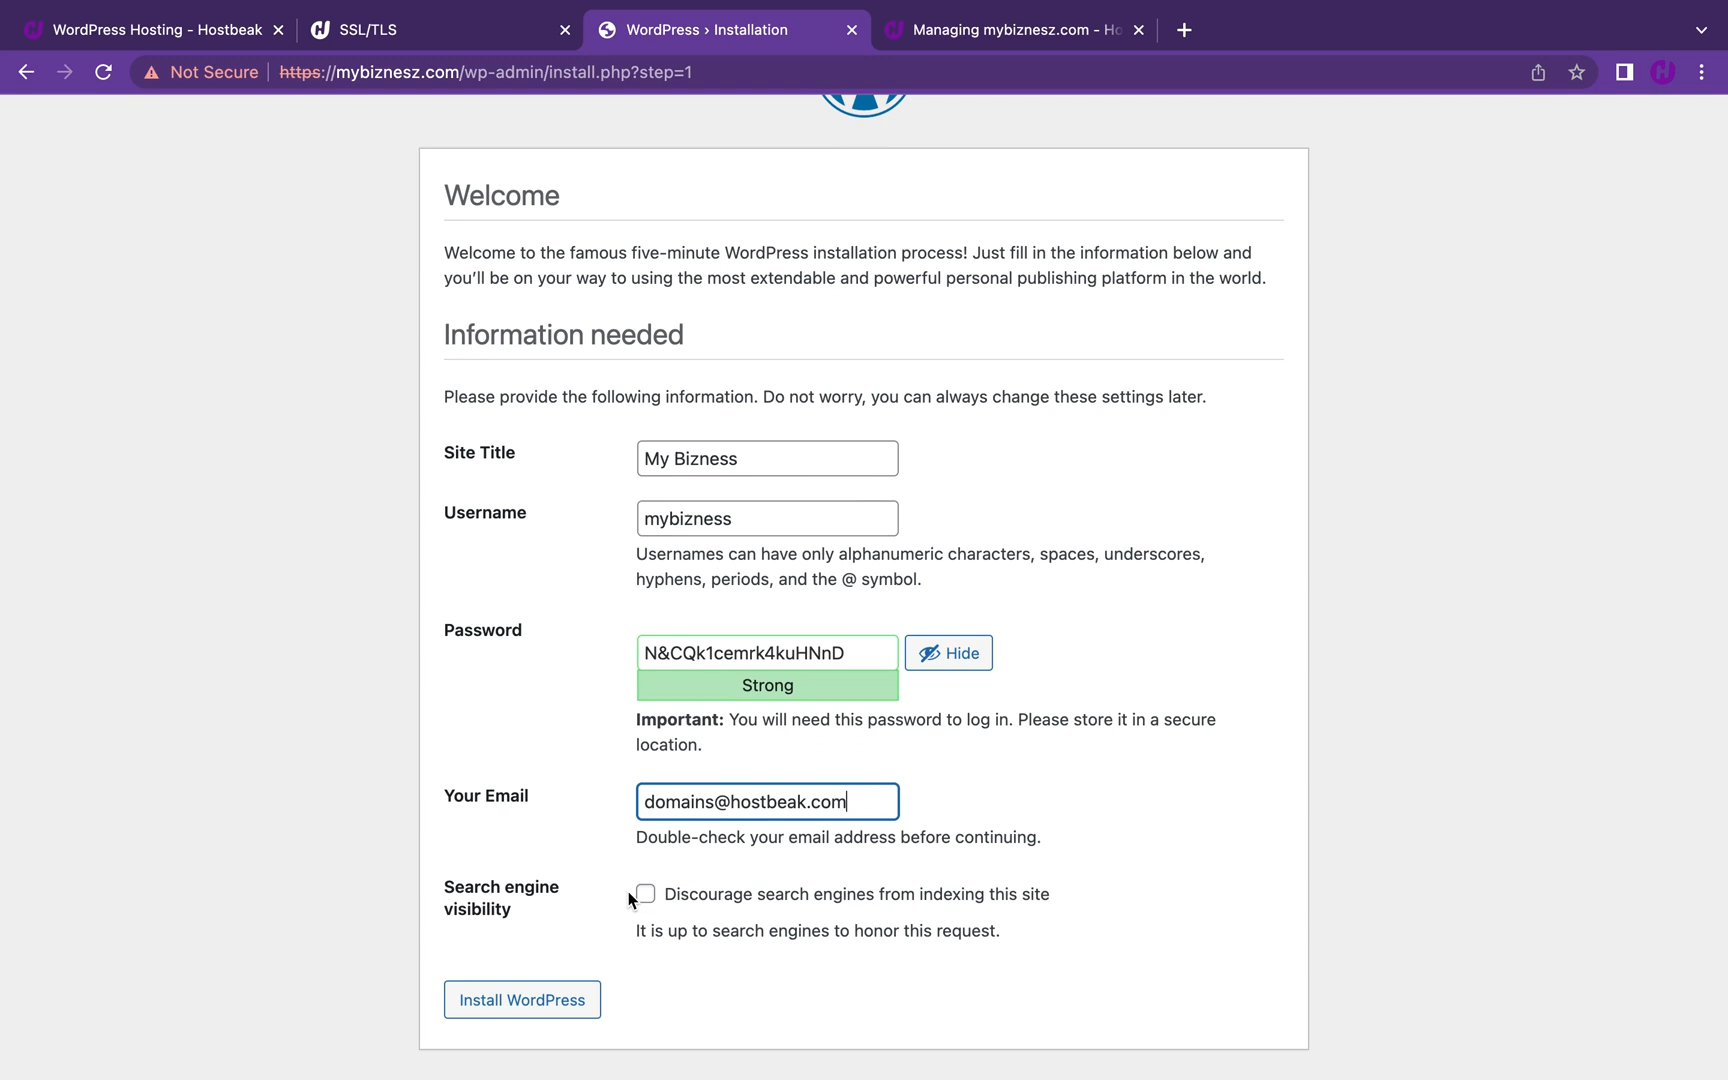 WordPress Hosting - Hostbeak
SSL/TLS
WordPress › Installation
Managing mybiznesz.com - Ho
Not Secure
https://mybiznesz.com/wp-admin/install.php?step=1
Welcome
Welcome to the famous five-minute WordPress installation process! Just fill in the information below and
you'll be on your way to using the most extendable and powerful personal publishing platform in the world.
Information needed
Please provide the following information. Do not worry, you can always change these settings later.
Site Title
My Bizness
Username
mybizness
Usernames can have only alphanumeric characters, spaces, underscores,
hyphens, periods, and the @ symbol.
Password
N&CQk1cemrk4kuHNnD
Hide
Strong
Important: You will need this password to log in. Please store it in a secure
location.
Your Email
domains@hostbeak.com
Double-check your email address before continuing.
Search engine
visibility
Discourage search engines from indexing this site
It is up to search engines to honor this request.
Install WordPress